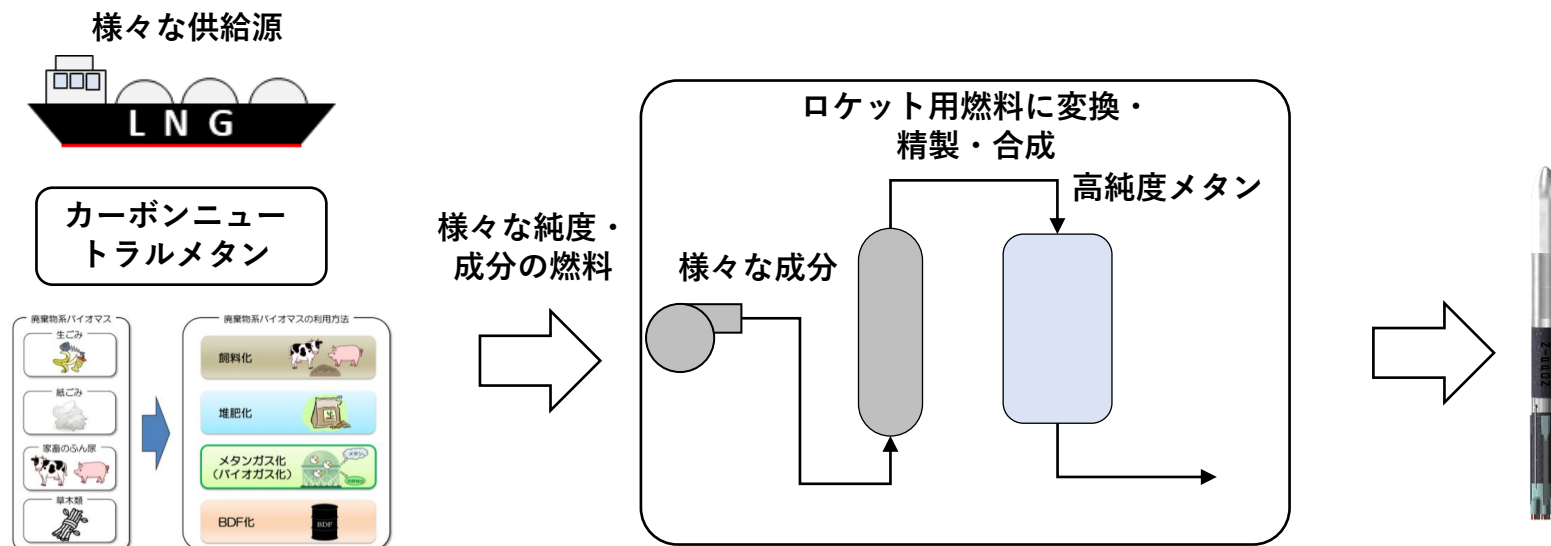 様々な供給源
LNG
カーボンニュー
トラルメタン
廃棄物系バイオマス
生ごみ
紙ごみ
家畜のふん尿
草木類
廃棄物系バイオマスの利用方法
飼料化
堆肥化
メタンガス化
(バイオガス化)
メタン
BDF化
BDF
様々な純度・
成分の燃料
ロケット用燃料に変換・
精製・合成
様々な成分
高純度メタン
NIPPON